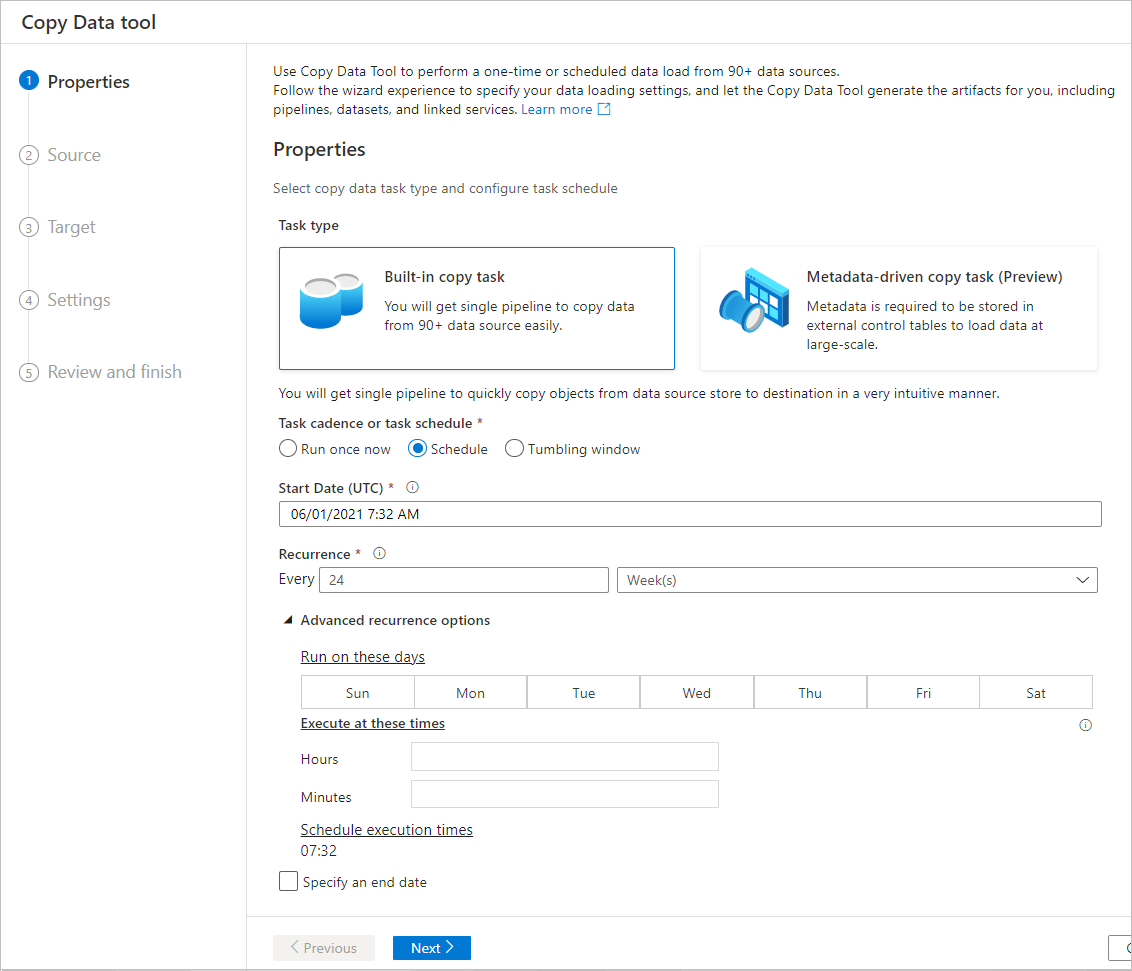 Copy Data tool
1 Properties
2 Source
3 Target
4 Settings
5 Review and finish
Use Copy Data Tool to perform a one-time or scheduled data load from 90+ data sources.
Follow the wizard experience to specify your data loading settings, and let the Copy Data Tool generate the artifacts for you, including
pipelines, datasets, and linked services. Learn more
Properties
Select copy data task type and configure task schedule
Task type
Built-in copy task
You will get single pipeline to copy data
from 90+ data source easily.
Metadata-driven copy task (Preview)
Metadata is required to be stored in
external control tables to load data at
large-scale.
You will get single pipeline to quickly copy objects from data source store to destination in a very intuitive manner.
Task cadence or task schedule *
Run once now Schedule Tumbling window
Start Date (UTC) *
06/01/2021 7:32 AM
Recurrence *
Every 24 Week(s)
Advanced recurrence options
Run on these days
Sun Mon Tue Wed Thu Fri Sat
Execute at these times
Hours
Minutes
Schedule execution times
07:32
Specify an end date
Previous Next